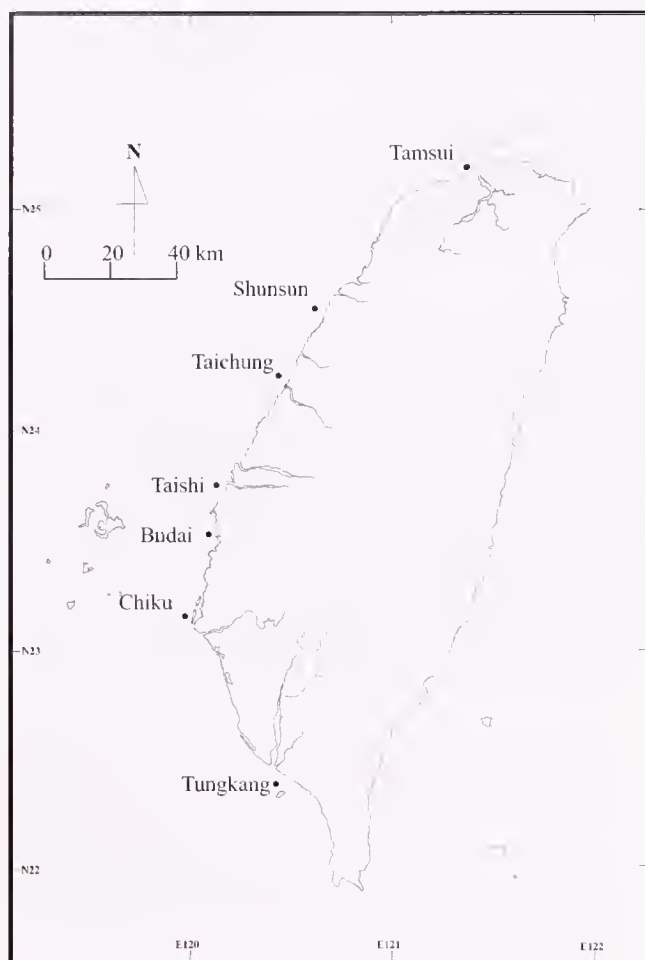 Tamsui
N
N25
0 20 40 km
Shunsun
Taichung
N24
Taishi
Budai
Chiku
N23
Tungkang
N22
E120 E121 E122